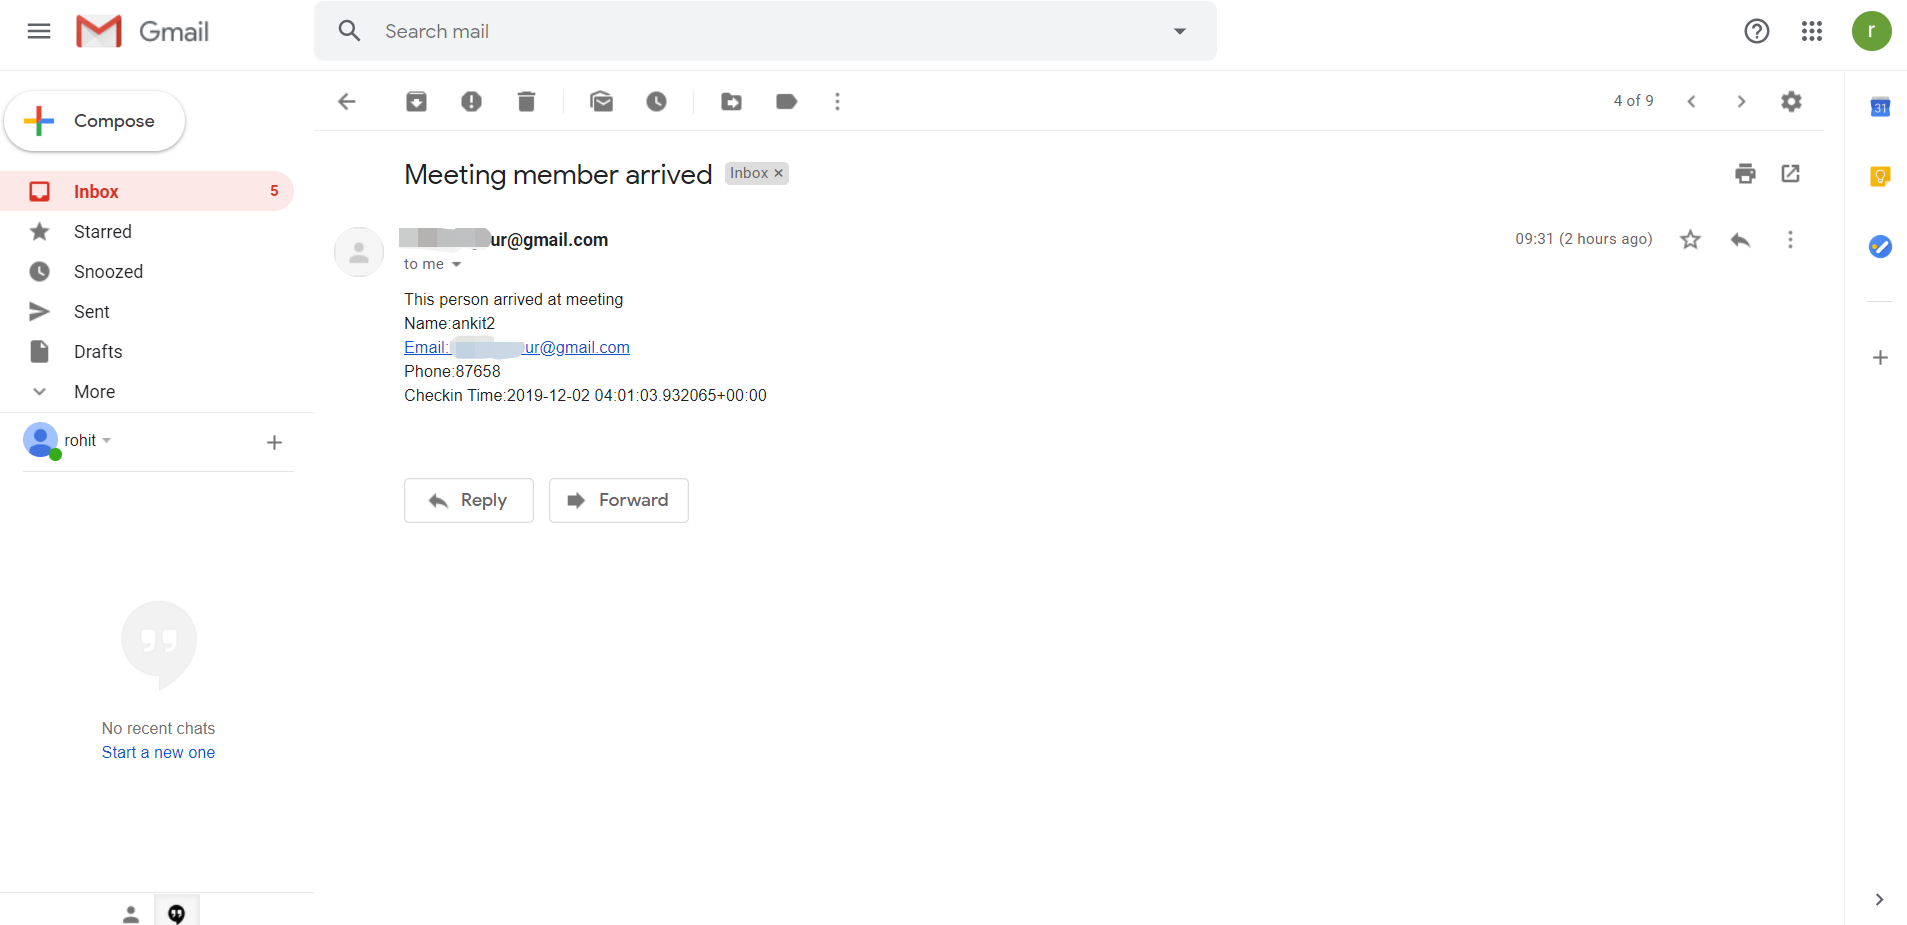 Gmail
Search mail
r
Compose
4 of 9
31
Inbox 5
Starred
Snoozed
Sent
Drafts
More
rohit
No recent chats
Start a new one
Meeting member arrived Inbox ×
ur@gmail.com
09:31 (2 hours ago)
to me
This person arrived at meeting
Name:ankit2
Email: ur@gmail.com
Phone:87658
Checkin Time:2019-12-02 04:01:03.932065+00:00
Reply
Forward